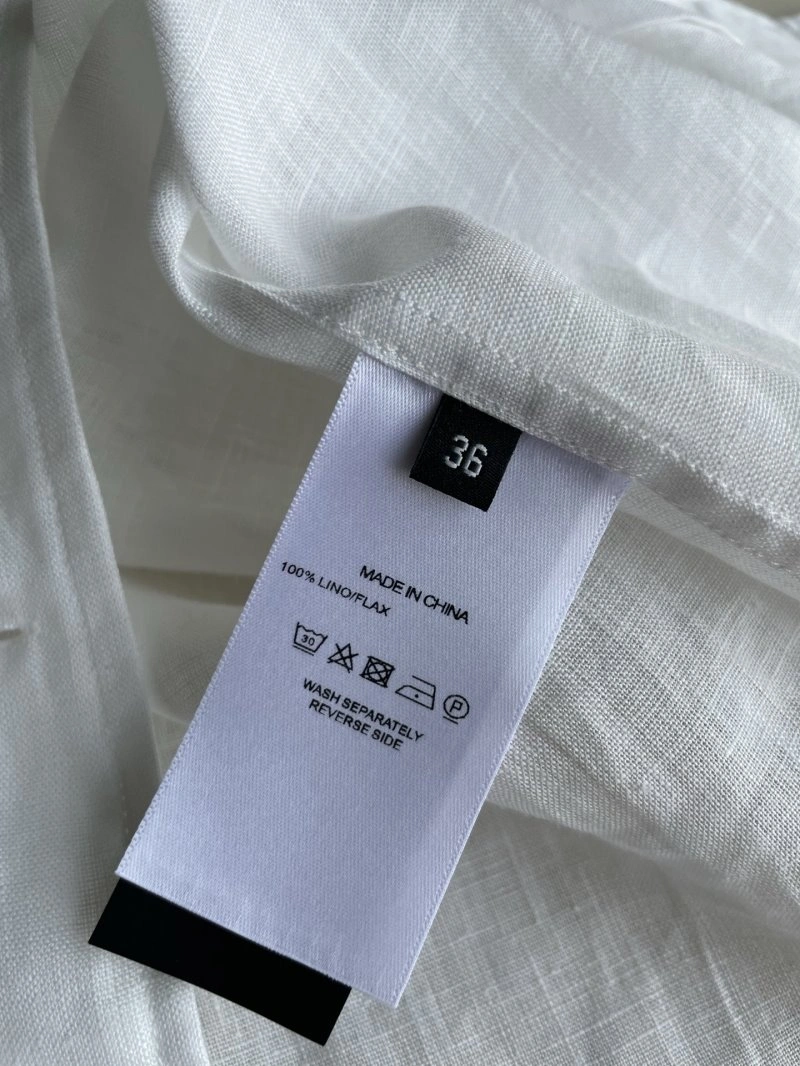 36
MADE IN CHINA
100% LINO/FLAX
30
P
WASH SEPARATELY
REVERSE SIDE